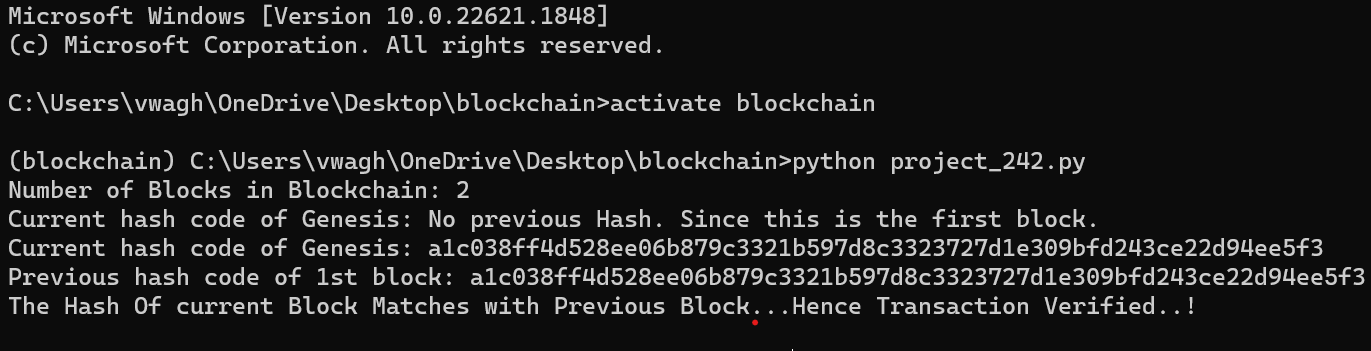 Microsoft Windows [Version 10.0.22621.1848]
(c) Microsoft Corporation. All rights reserved.
C:\Users\vwagh\OneDrive\Desktop\blockchain>activate blockchain
(blockchain) C:\Users\vwagh\OneDrive\Desktop\blockchain>python project_242.py
Number of Blocks in Blockchain: 2
Current hash code of Genesis: No previous Hash. Since this is the first block.
Current hash code of Genesis: a1c038ff4d528ee06b879c3321b597d8c3323727d1e309bfd243ce22d94ee5f3
Previous hash code of 1st block: a1c038ff4d528ee06b879c3321b597d8c3323727d1e309bfd243ce22d94ee5f3
The Hash Of current Block Matches with Previous Block...Hence Transaction Verified..!